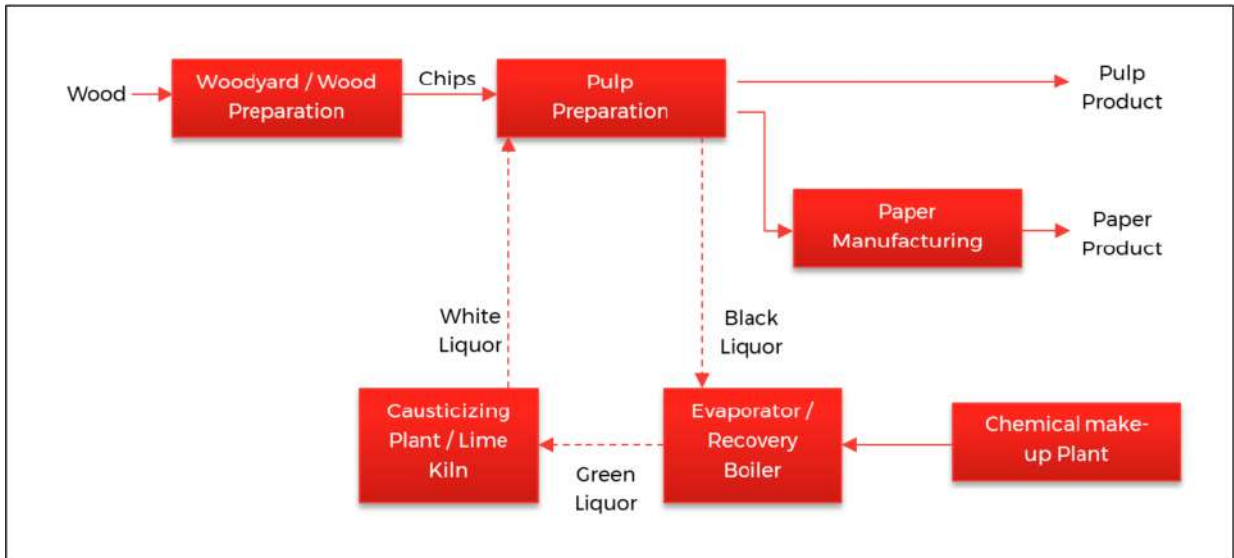 Wood
Woodyard / Wood
Preparation
Chips
Pulp
Preparation
Pulp
Product
Paper
Manufacturing
Paper
Product
White
Liquor
Black
Liquor
Causticizing
Plant / Lime
Kiln
Green
Liquor
Evaporator /
Recovery
Boiler
Chemical make-
up Plant